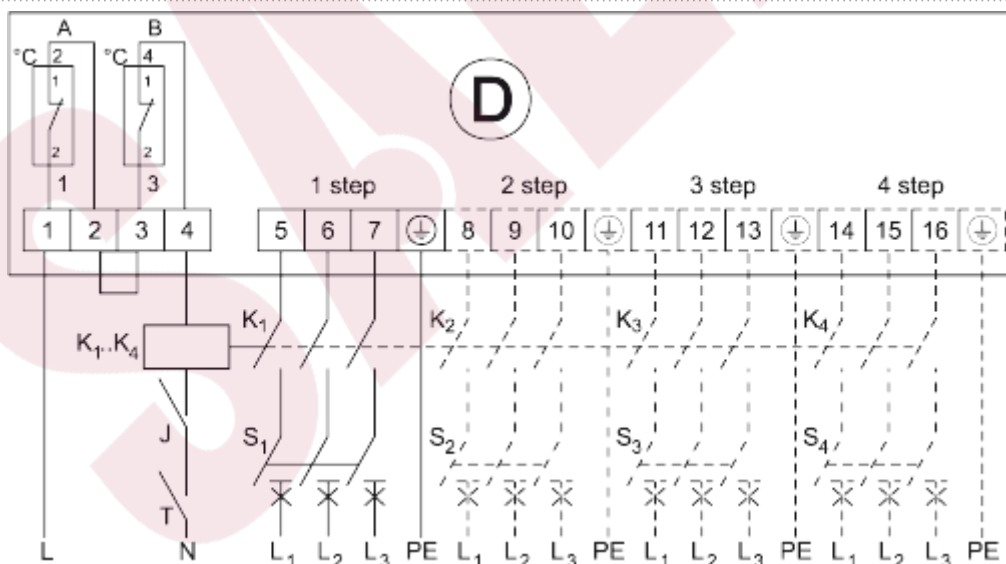 A B
°C 2 °C 4
1 1
D
2 2
1 3 1 step 2 step 3 step 4 step
1 2 3 4 5 6 7 8 9 10 11 12 13 14 15 16
K1 K2 K3 K4
K1..K4
J S1 S2 S3 S4
T
L N L1 L2 L3 PE L1 L2 L3 PE L1 L2 L3 PE L1 L2 L3 PE